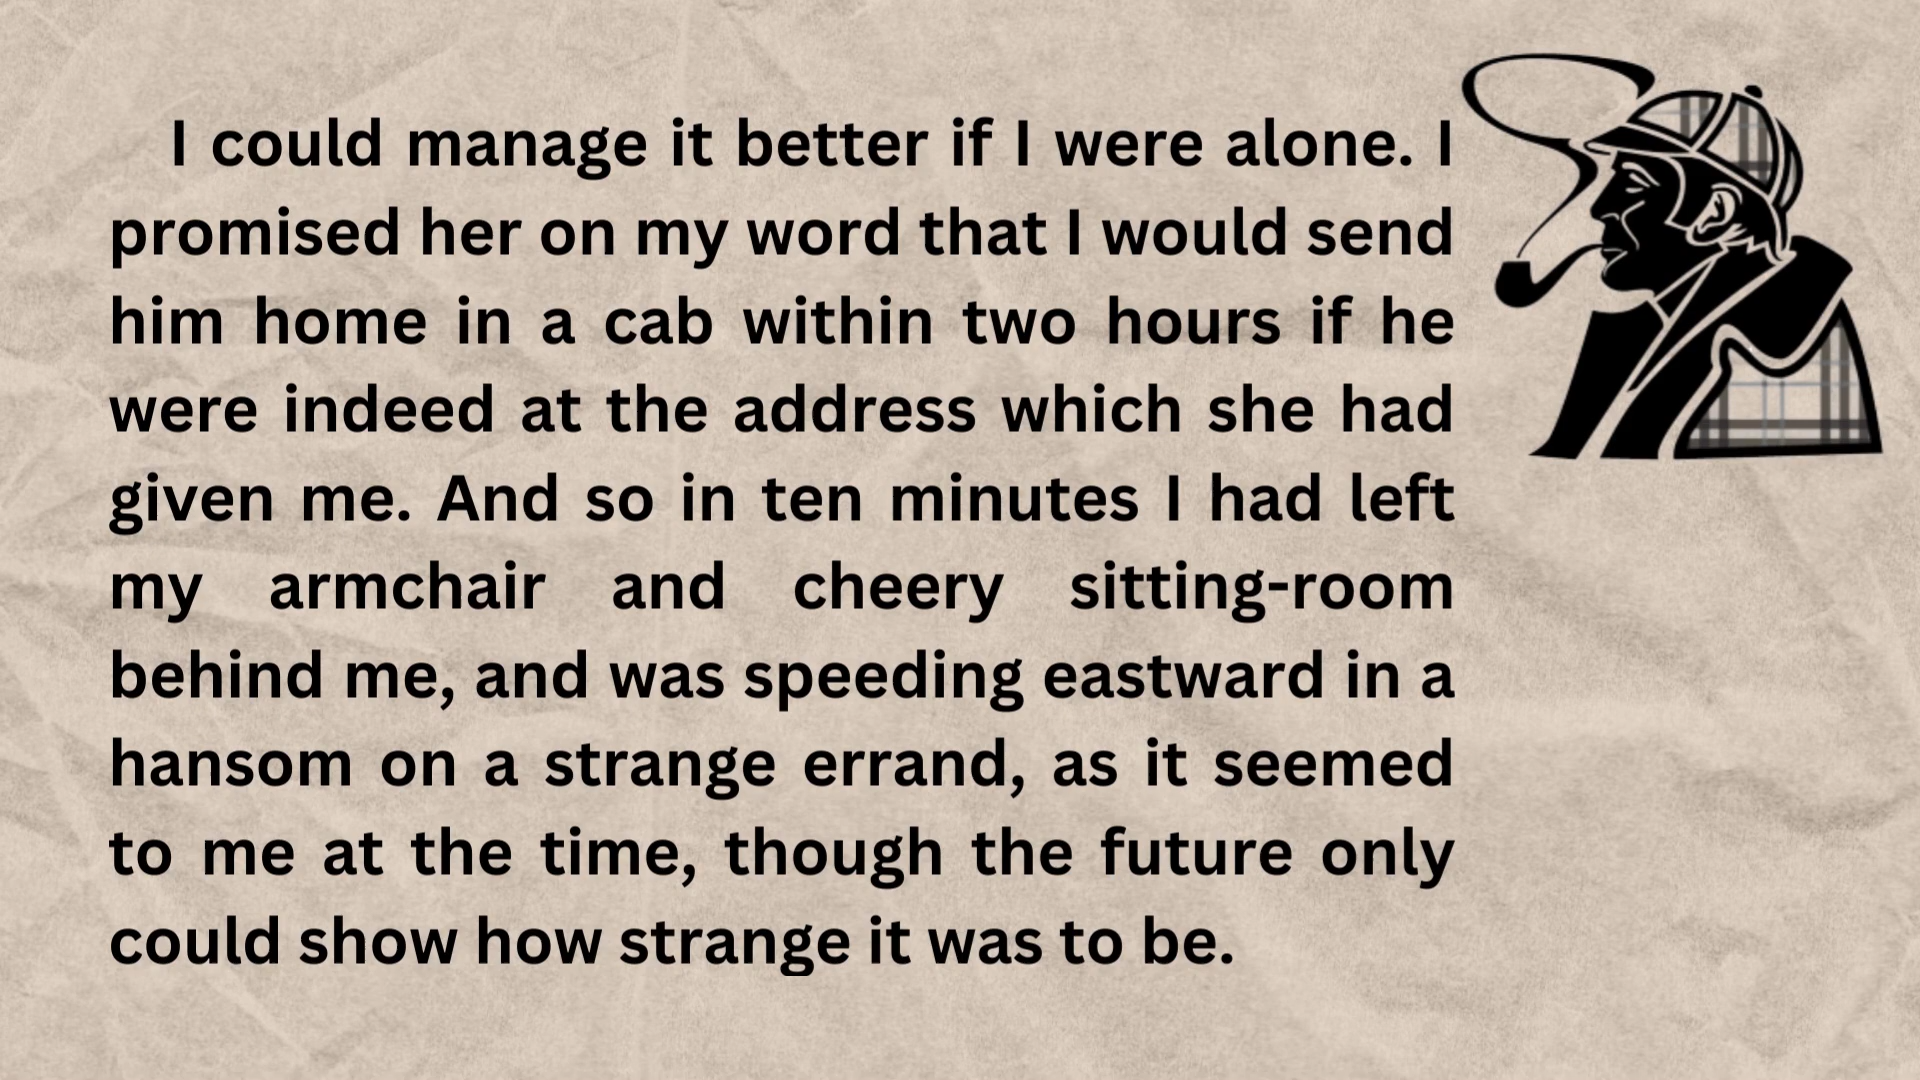 I could manage it better if I were alone. I
promised her on my word that I would send
him home in a cab within two hours if he
were indeed at the address which she had
given me. And so in ten minutes I had left
my armchair and cheery sitting-room
behind me, and was speeding eastward in a
hansom on a strange errand, as it seemed
to me at the time, though the future only
could show how strange it was to be.